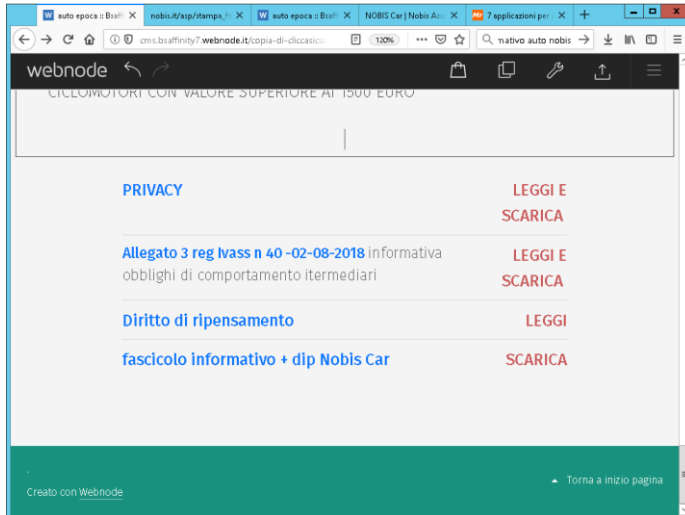 auto epoca :: Bsaff
nobis.it/asp/stampa_f
auto epoca :: Bsaffi
NOBIS Car | Nobis Assi
7 applicazioni per
cms.bsaffinity7.webnode.it/copia-di-cliccasicu
120%
mativo auto nobis
webnode
CICLOMOTORI CON VALORE SUPERIORE AI 1500 EURO
PRIVACY LEGGI E
SCARICA
Allegato 3 reg Ivass n 40 -02-08-2018 informativa LEGGI E
obblighi di comportamento itermediari SCARICA
Diritto di ripensamento LEGGI
fascicolo informativo + dip Nobis Car SCARICA
.
Torna a inizio pagina
Creato con Webnode